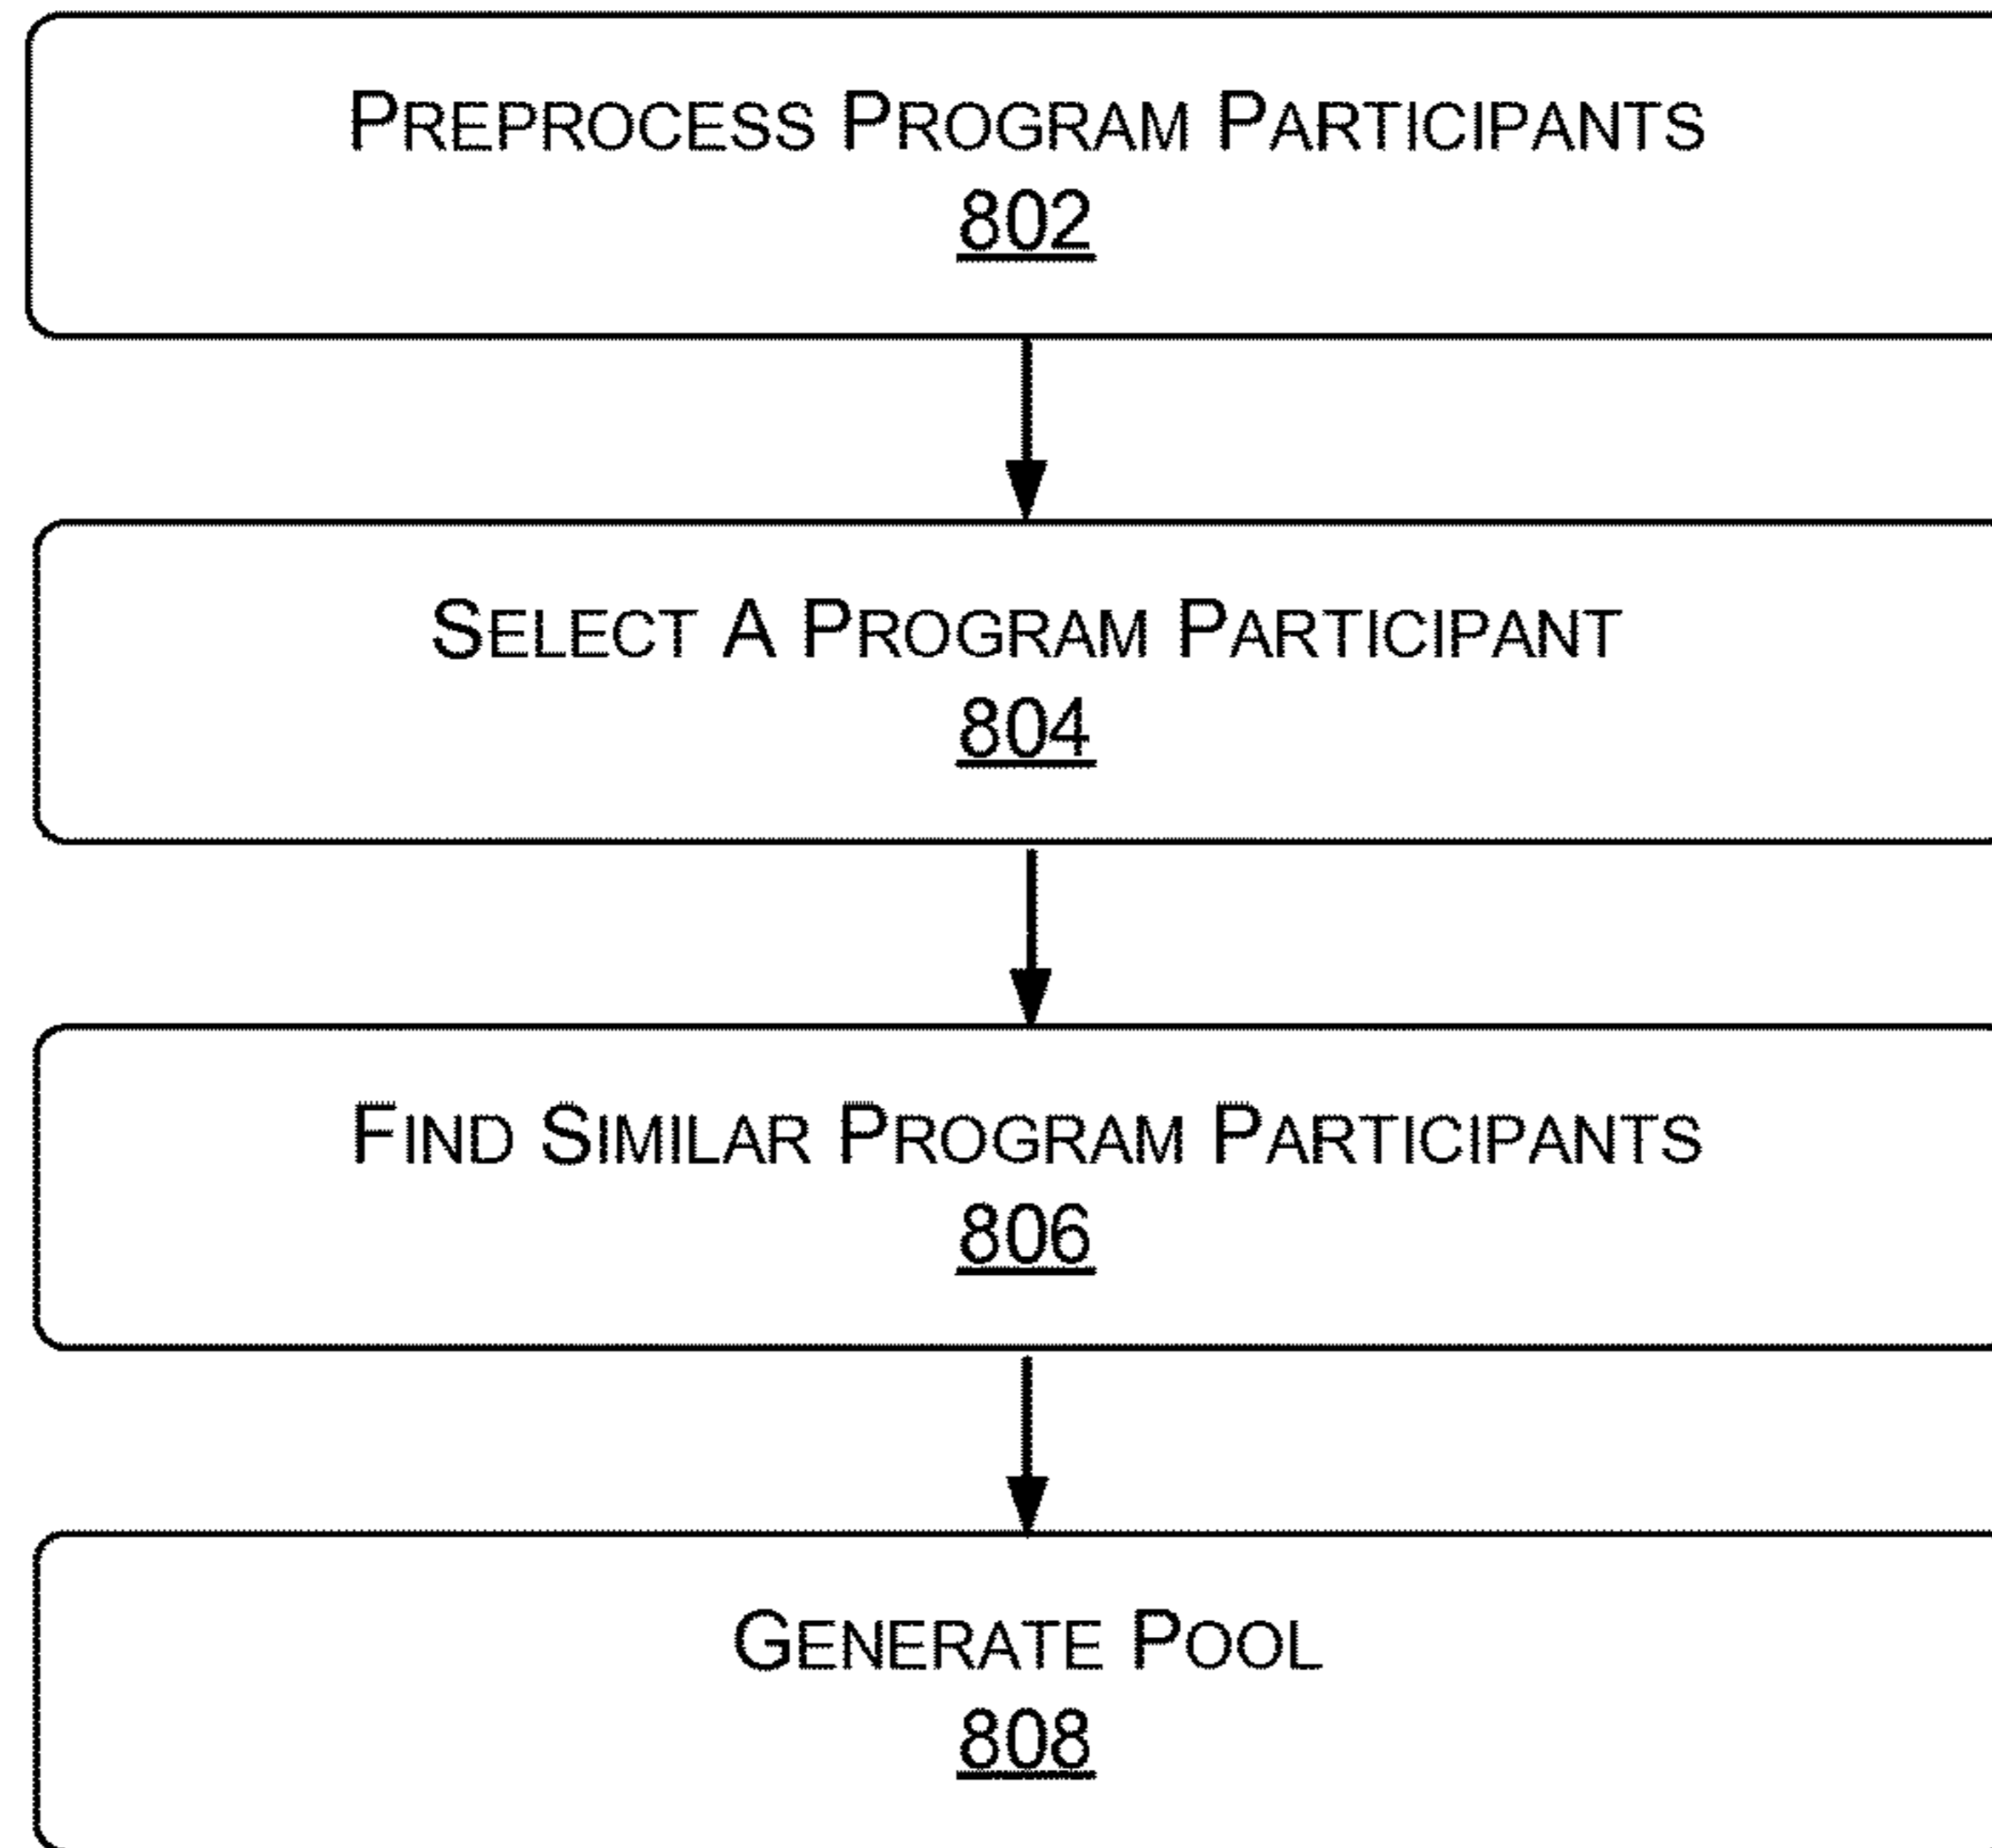 PREPROCESS PROGRAM PARTICIPANTS
802
SELECT A PROGRAM PARTICIPANT
804
FIND SIMILAR PROGRAM PARTICIPANTS
806
GENERATE POOL
808